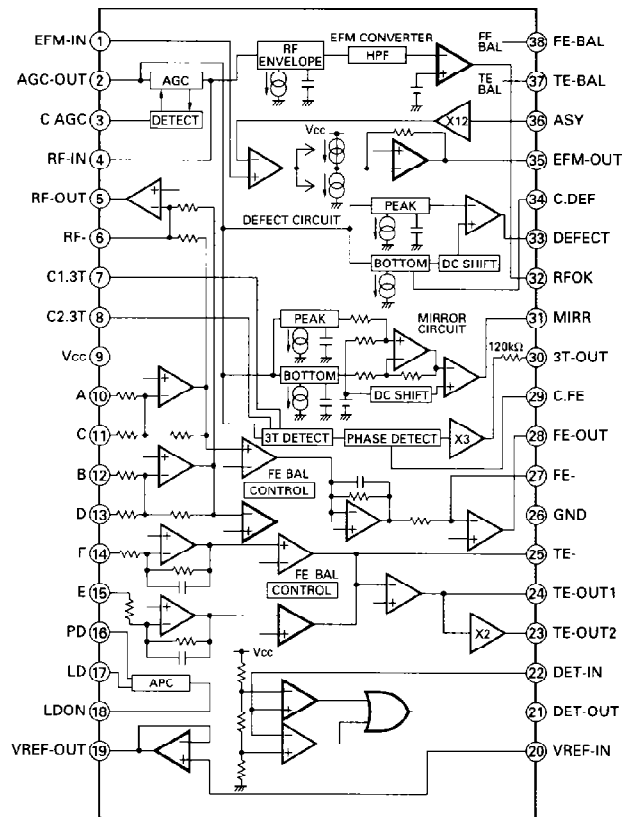 EFM-IN 1
AGC-OUT 2
C AGC 3
RF-IN 4
RF-OUT 5
RF- 6
C1.3T 7
C2.3T 8
Vcc 9
A 10
C 11
B 12
D 13
F 14
E 15
PD 16
LD 17
LDON 18
VREF-OUT 19
AGC
DETECT
RF
ENVELOPE
EFM CONVERTER
HPF
FE
BAL
TE
BAL
X12
Vcc
DEFECT CIRCUIT
PEAK
BOTTOM
DC SHIFT
PEAK
BOTTOM
MIRROR
CIRCUIT
DC SHIFT
120kΩ
3T DETECT
PHASE DETECT
X3
FE BAL
CONTROL
FE BAL
CONTROL
X2
APC
Vcc
38 FE-BAL
37 TE-BAL
36 ASY
35 EFM-OUT
34 C.DEF
33 DEFECT
32 RFOK
31 MIRR
30 3T-OUT
29 C.FE
28 FE-OUT
27 FE-
26 GND
25 TE-
24 TE-OUT1
23 TE-OUT2
22 DET-IN
21 DET-OUT
20 VREF-IN